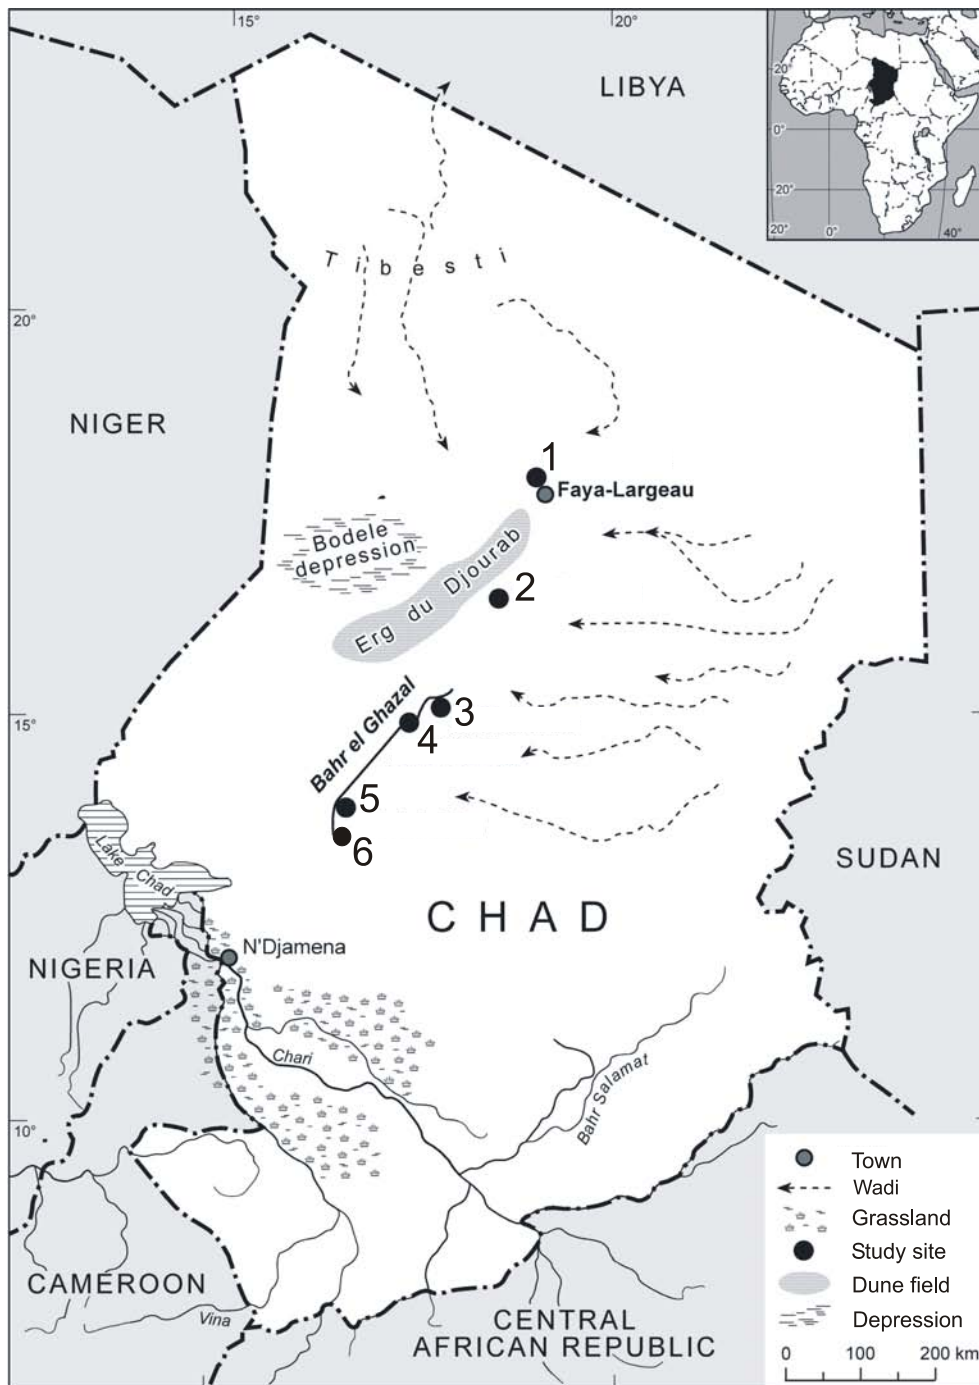 15°
20°
LIBYA
20°
0°
20°
20°
0°
40°
Tibesti
20°
NIGER
1
Faya-Largeau
Bodele
depression
Erg du Djourab
2
15°
Bahr el Ghazal
3
4
5
6
Lake Chad
SUDAN
CHAD
N'Djamena
NIGERIA
Chari
Bahr Salamat
10°
CAMEROON
Vina
CENTRAL
AFRICAN REPUBLIC
Town
Wadi
Grassland
Study site
Dune field
Depression
0 100 200 km